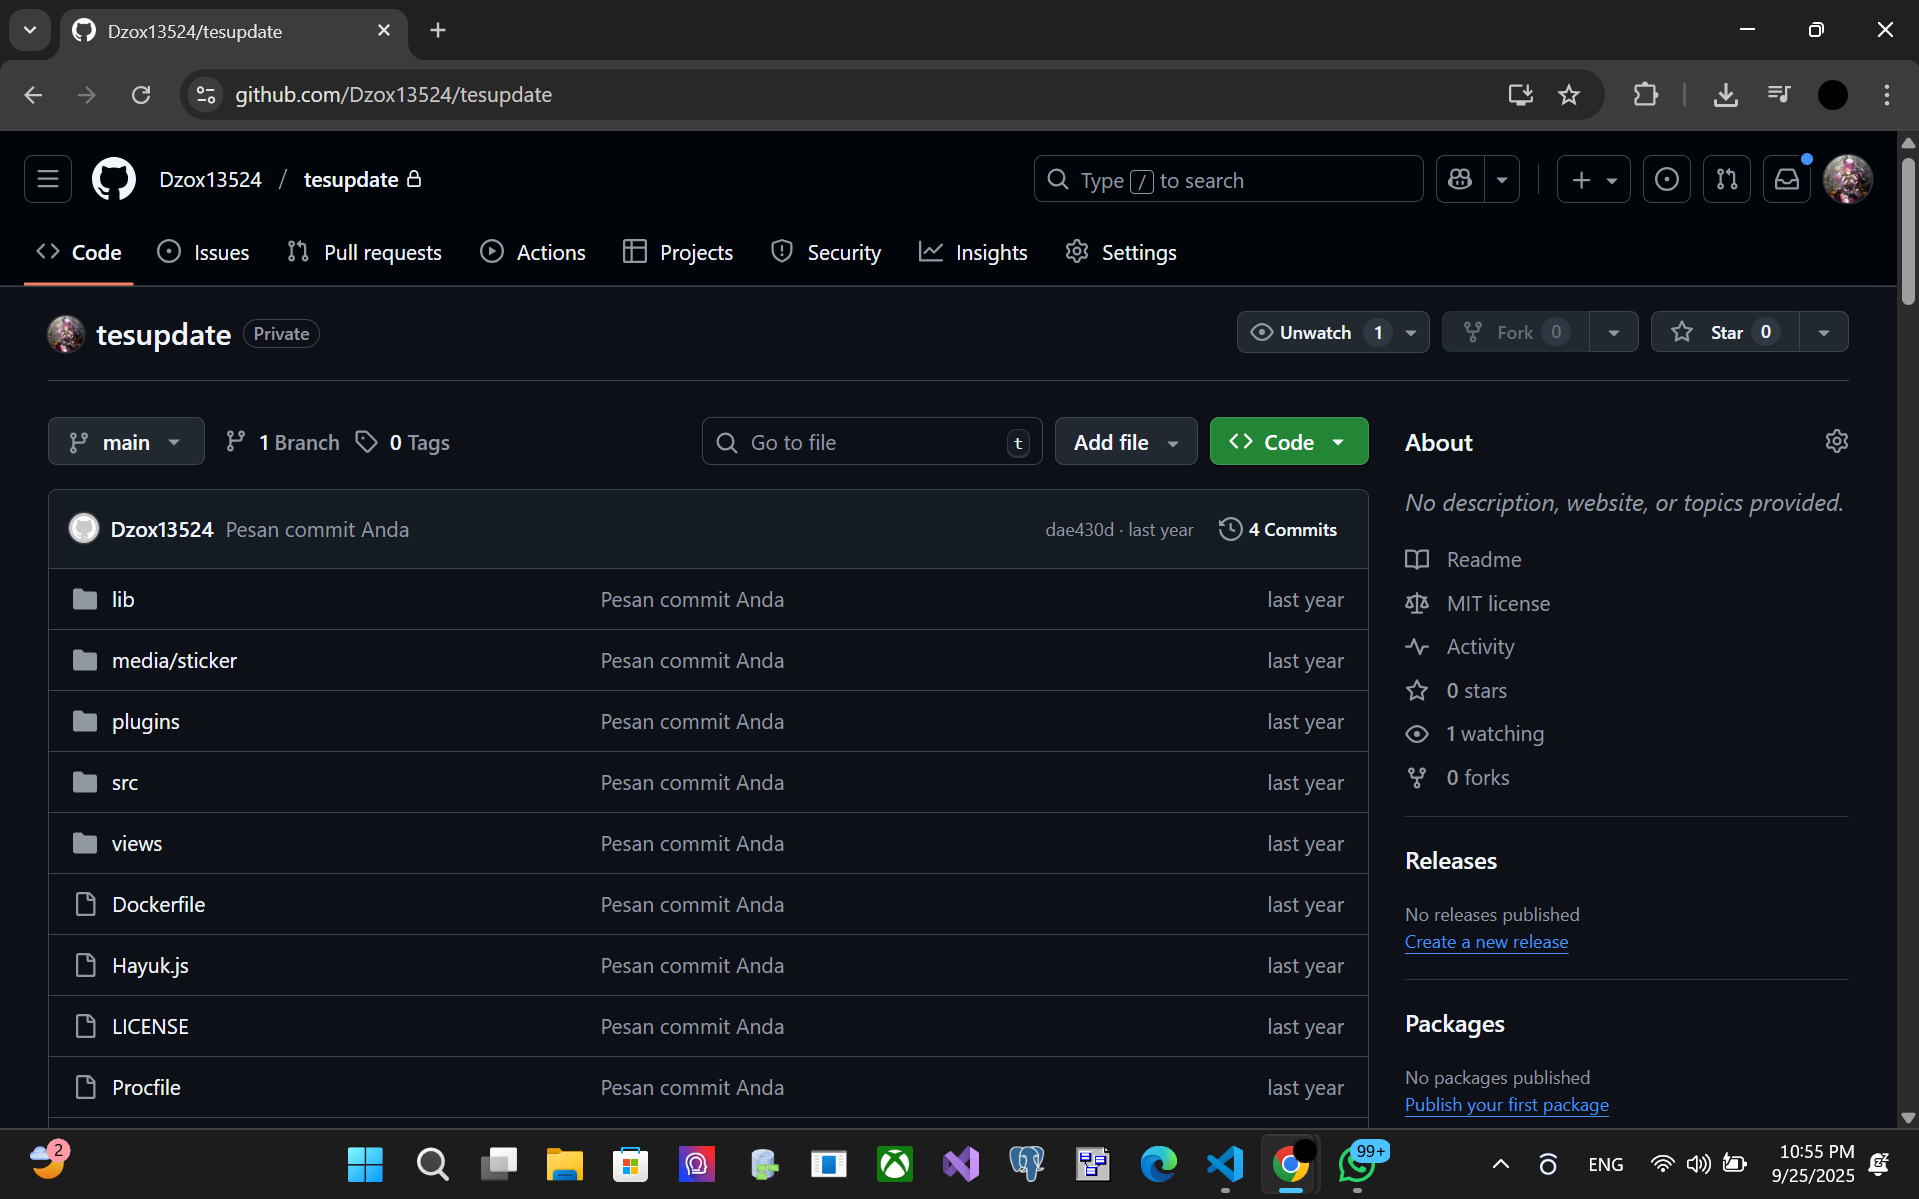 Dzox13524/tesupdate
github.com/Dzox13524/tesupdate
Dzox13524 / tesupdate
Type / to search
Code
Issues
Pull requests
Actions
Projects
Security
Insights
Settings
tesupdate Private
Unwatch 1
Fork 0
Star 0
main
1 Branch
0 Tags
Go to file t
Add file
Code
Dzox13524 Pesan commit Anda dae430d · last year 4 Commits
lib Pesan commit Anda last year
media/sticker Pesan commit Anda last year
plugins Pesan commit Anda last year
src Pesan commit Anda last year
views Pesan commit Anda last year
Dockerfile Pesan commit Anda last year
Hayuk.js Pesan commit Anda last year
LICENSE Pesan commit Anda last year
Procfile Pesan commit Anda last year
About
No description, website, or topics provided.
Readme
MIT license
Activity
0 stars
1 watching
0 forks
Releases
No releases published
Create a new release
Packages
No packages published
Publish your first package
2
99+
ENG
10:55 PM
9/25/2025